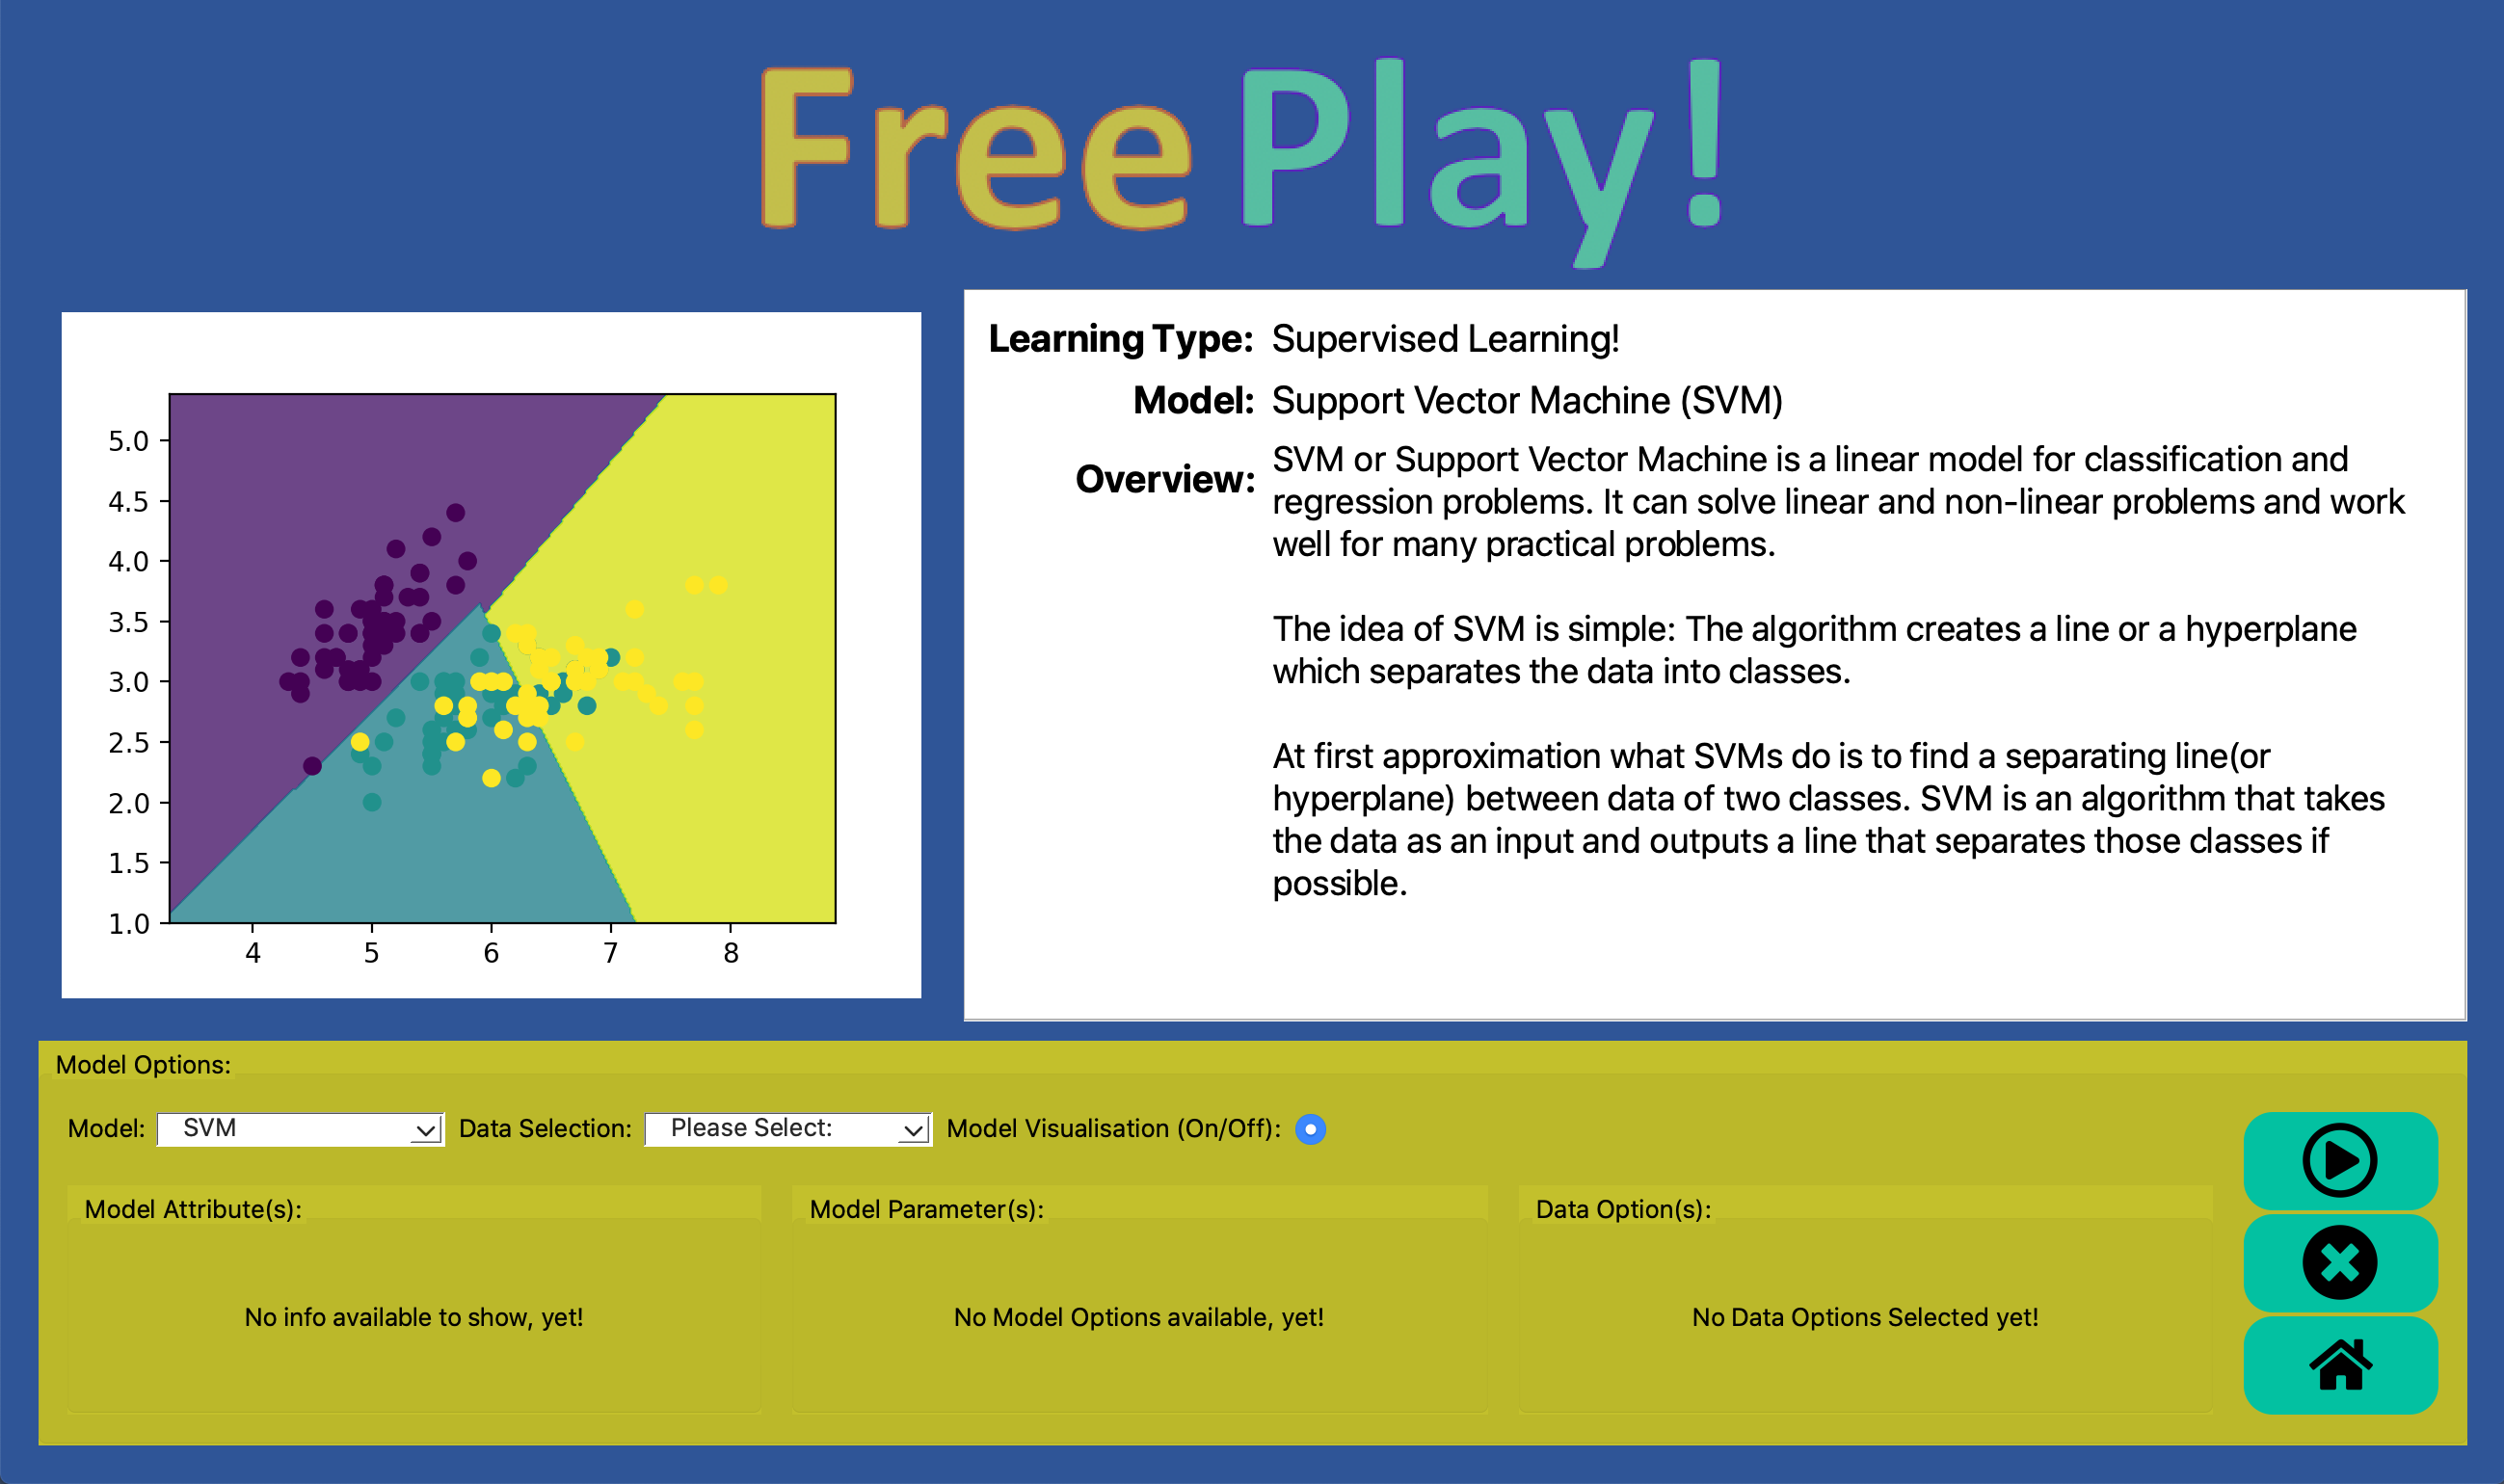 Free Play!
Learning Type: Supervised Learning!
Model: Support Vector Machine (SVM)
Overview: SVM or Support Vector Machine is a linear model for classification and
regression problems. It can solve linear and non-linear problems and work
well for many practical problems.
The idea of SVM is simple: The algorithm creates a line or a hyperplane
which separates the data into classes.
At first approximation what SVMs do is to find a separating line(or
hyperplane) between data of two classes. SVM is an algorithm that takes
the data as an input and outputs a line that separates those classes if
possible.
5.0
4.5
4.0
3.5
3.0
2.5
2.0
1.5
1.0
4 5 6 7 8
Model Options:
Model: SVM Data Selection: Please Select: Model Visualisation (On/Off):
Model Attribute(s): Model Parameter(s): Data Option(s):
No info available to show, yet! No Model Options available, yet! No Data Options Selected yet!